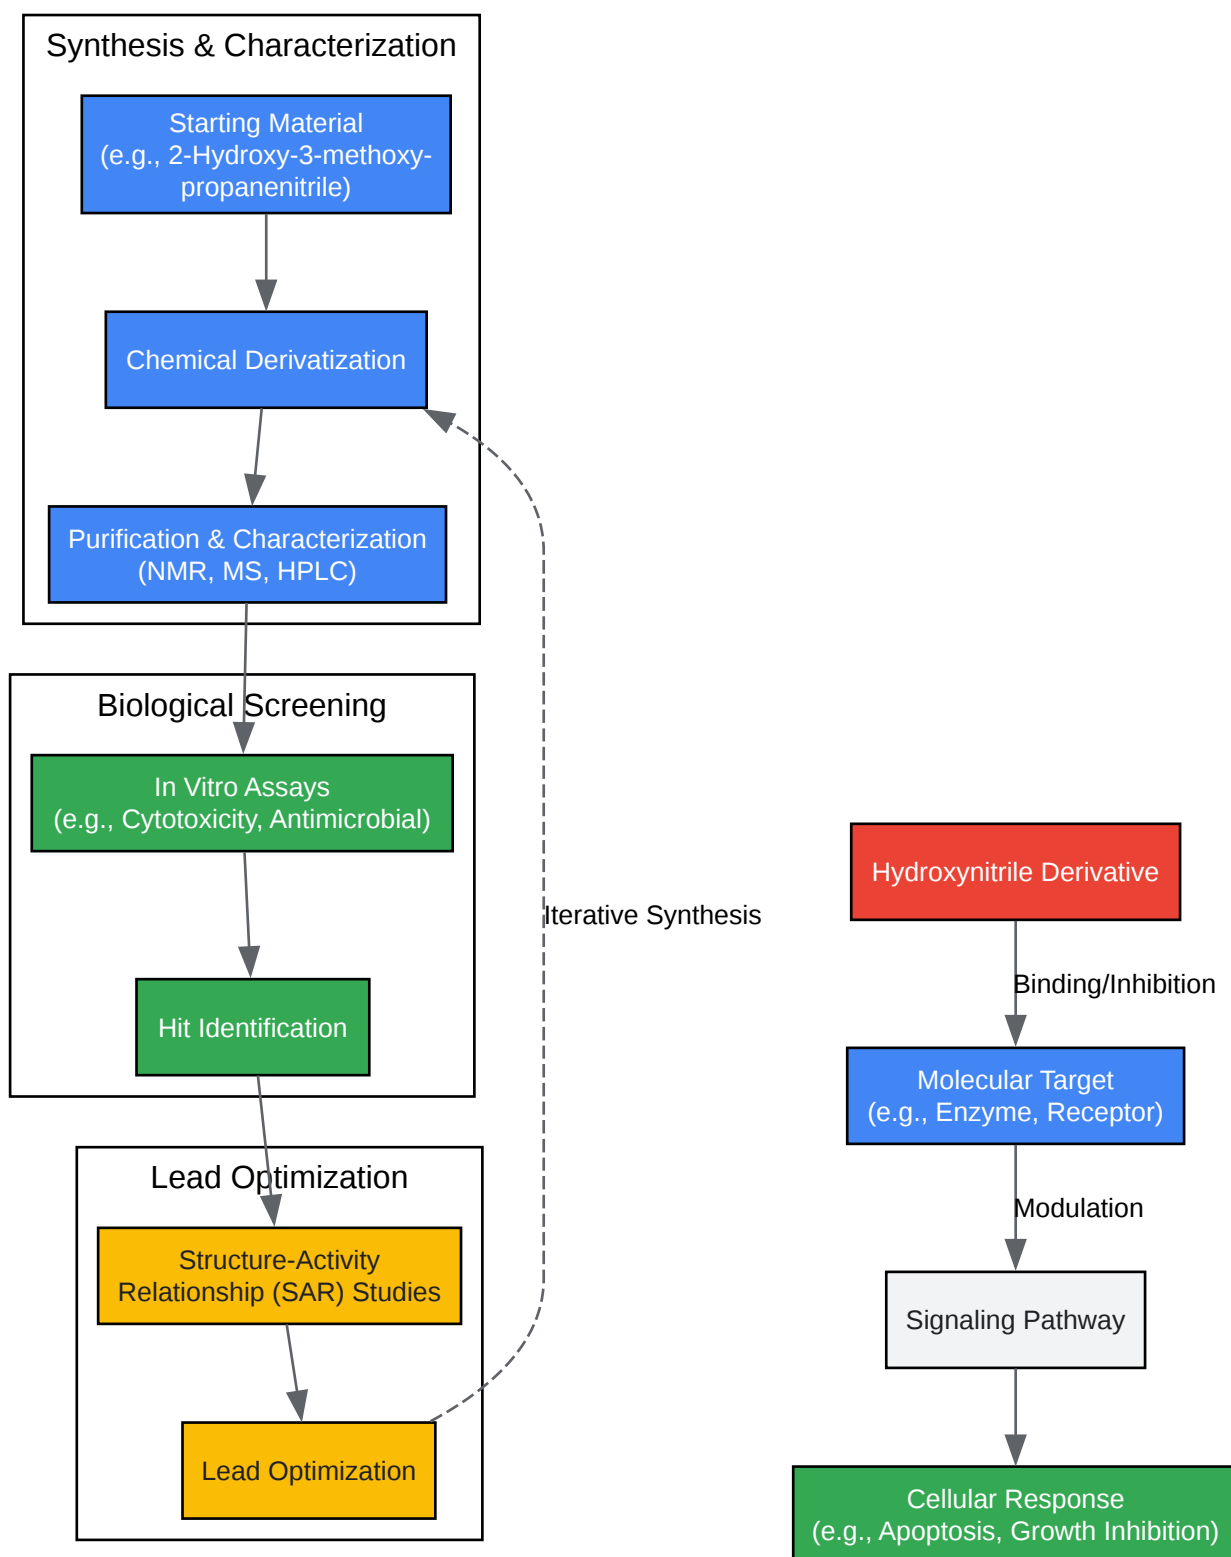 Synthesis & Characterization
Starting Material
(e.g., 2-Hydroxy-3-methoxy-
propanenitrile)
Chemical Derivatization
Purification & Characterization
(NMR, MS, HPLC)
Biological Screening
In Vitro Assays
(e.g., Cytotoxicity, Antimicrobial)
Hit Identification
Lead Optimization
Structure-Activity
Relationship (SAR) Studies
Lead Optimization
Iterative Synthesis
Hydroxynitrile Derivative
Binding/Inhibition
Molecular Target
(e.g., Enzyme, Receptor)
Modulation
Signaling Pathway
Cellular Response
(e.g., Apoptosis, Growth Inhibition)